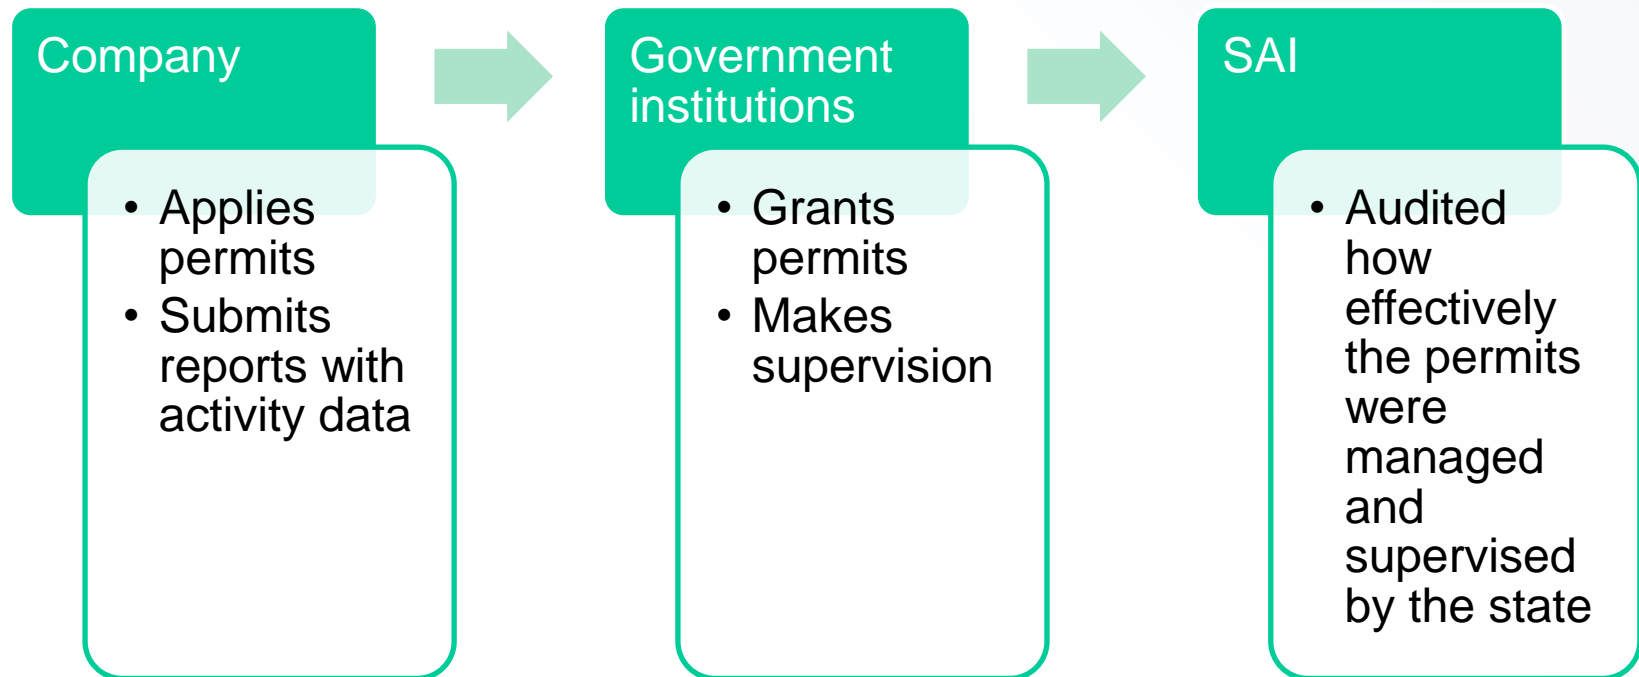 Company
• Applies
permits
• Submits
reports with
activity data
Government
institutions
• Grants
permits
• Makes
supervision
SAI
• Audited
how
effectively
the permits
were
managed
and
supervised
by the state